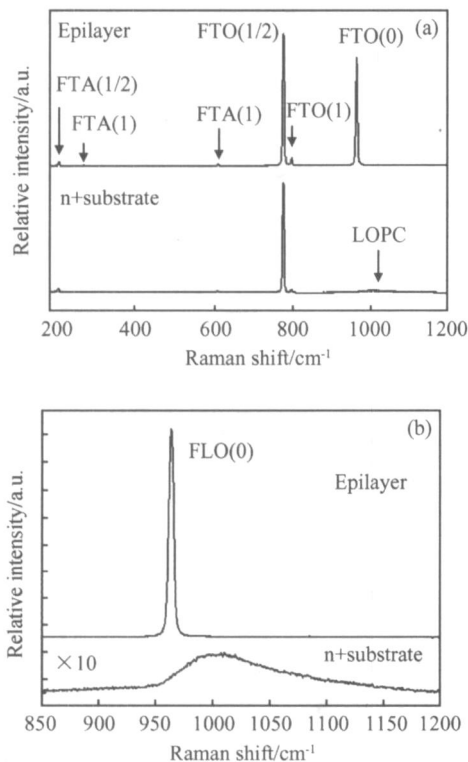 Epilayer
FTO(1/2)
FTO(0)
(a)
FTA(1/2)
FTA(1)
FTA(1)
FTO(1)
n+substrate
LOPC
Relative intensity/a.u.
200 400 600 800 1000 1200
Raman shift/cm-1
(b)
FLO(0)
Epilayer
×10
n+substrate
Relative intensity/a.u.
850 900 950 1000 1050 1100 1150 1200
Raman shift/cm-1